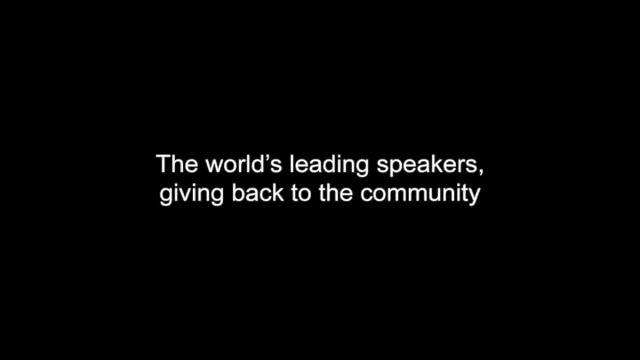 The world’s leading speakers,
giving back to the community